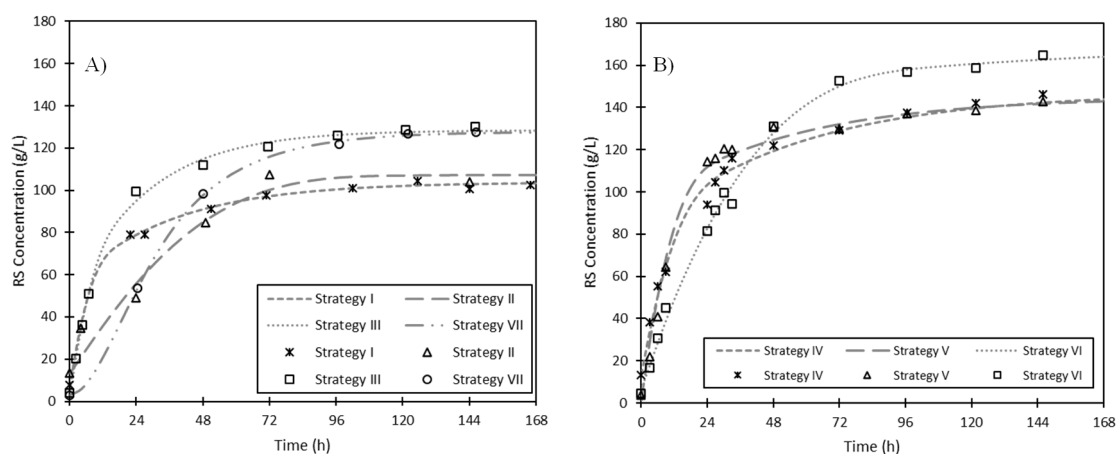 A)
RS Concentration (g/L)
180
160
140
120
100
80
60
40
20
0
0 24 48 72 96 120 144 168
Time (h)
Strategy I Strategy II
Strategy III Strategy VII
Strategy I Strategy II
Strategy III Strategy VII
B)
RS Concentration (g/L)
180
160
140
120
100
80
60
40
20
0
0 24 48 72 96 120 144 168
Time (h)
Strategy IV Strategy V Strategy VI
Strategy IV Strategy V Strategy VI